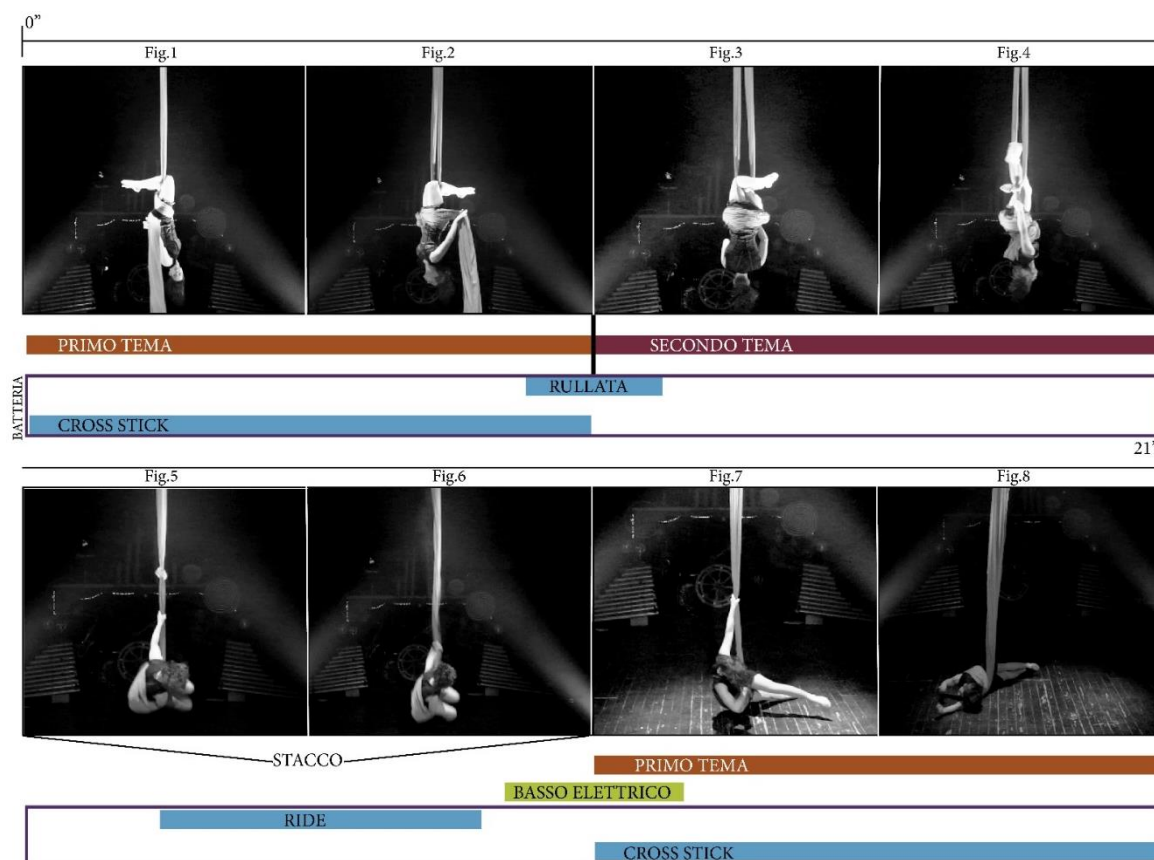 0”
Fig.1 Fig.2 Fig.3 Fig.4
PRIMO TEMA SECONDO TEMA
BATTERIA
RULLATA
CROSS STICK
21”
Fig.5 Fig.6 Fig.7 Fig.8
STACCO
PRIMO TEMA
BASSO ELETTRICO
RIDE
CROSS STICK